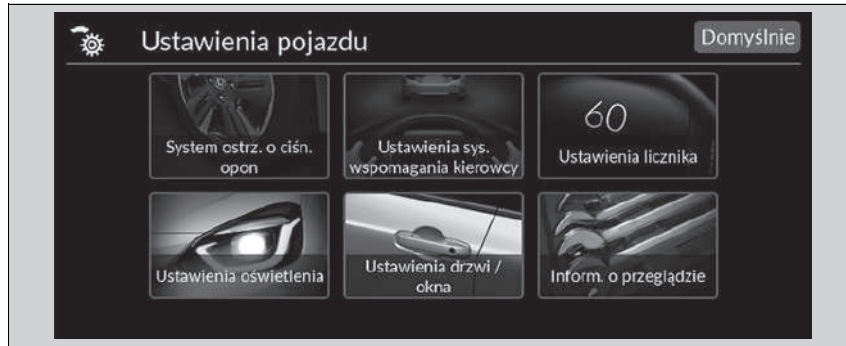 Ustawienia pojazdu
Domyślnie
System ostrz. o ciśn.
opon
Ustawienia sys.
wspomagania kierowcy
60
Ustawienia licznika
Ustawienia oświetlenia
Ustawienia drzwi /
okna
Inform. o przeglądzie